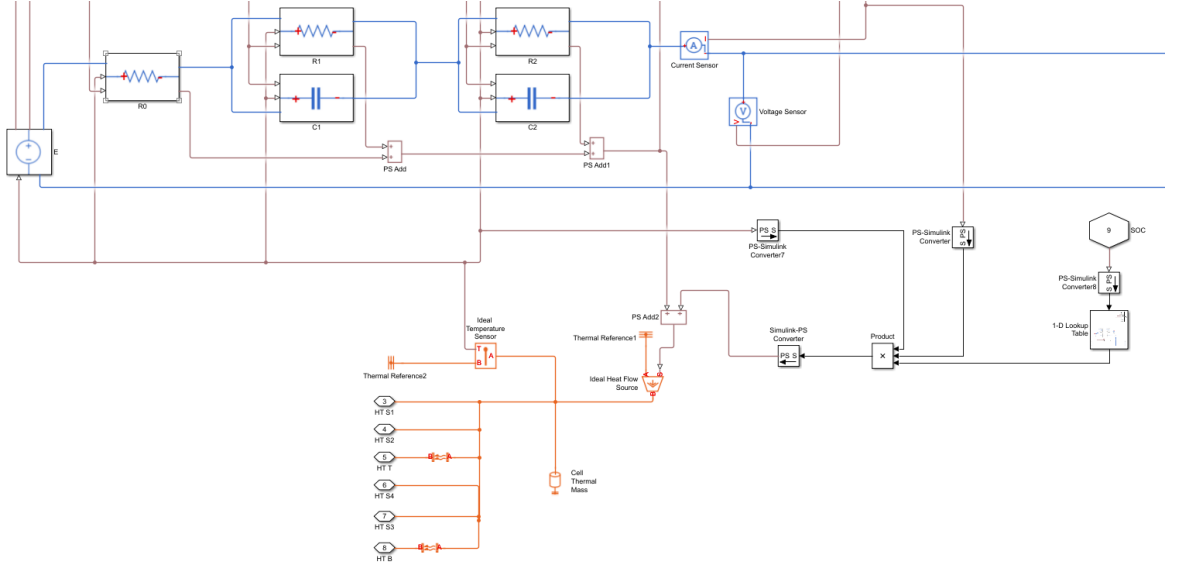 A
I
Current Sensor
R0
R1
R2
C1
C2
V
V
Voltage Sensor
E
PS Add
PS Add1
PS S
PS-Simulink
Converter7
PS-Simulink
Converter
S PS
9
SOC
PS-Simulink
Converter8
S PS
1-D Lookup
Table
PS Add2
Simulink-PS
Converter
PS S
Product
×
Ideal
Temperature
Sensor
T
A
B
Thermal Reference2
Thermal Reference1
A
S
B
Ideal Heat Flow
Source
3
HT S1
4
HT S2
5
HT T
B
A
6
HT S4
7
HT S3
8
HT B
B
A
Cell
Thermal
Mass